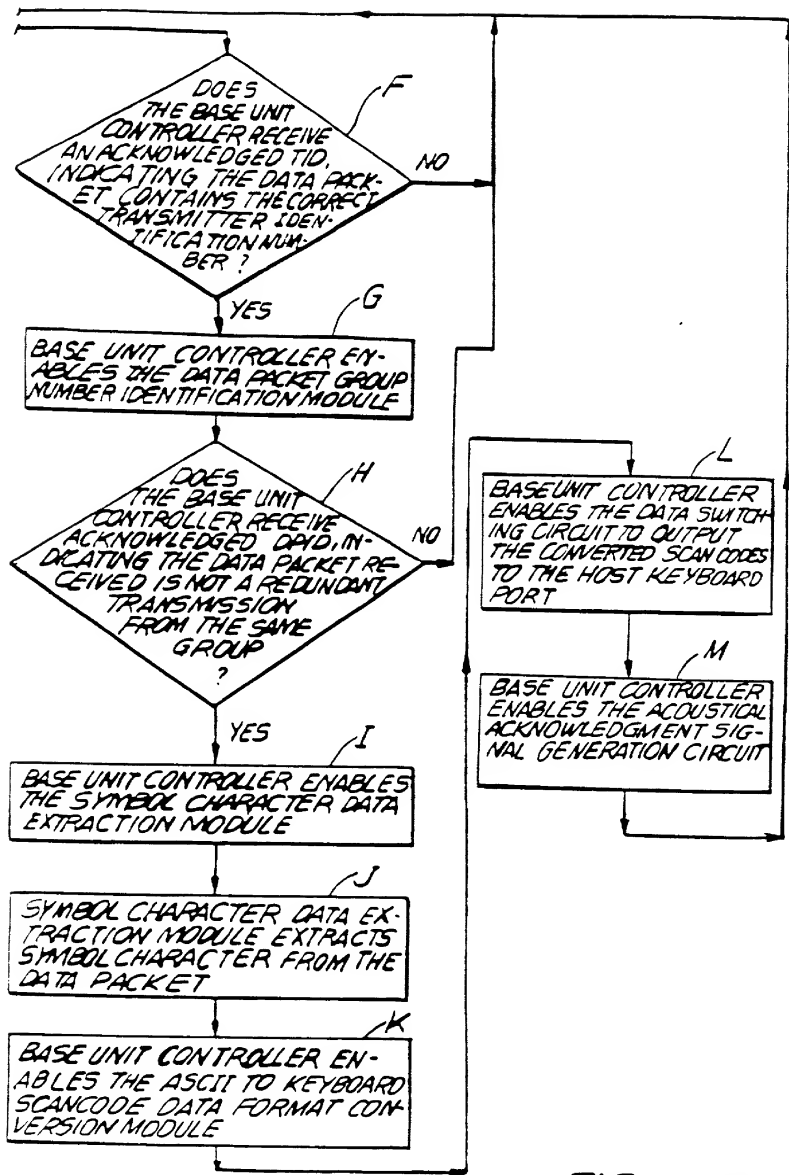 F
DOES
THE BASE UNIT
CONTROLLER RECEIVE
AN ACKNOWLEDGED TID,
INDICATING THE DATA PACK-
ET CONTAINS THE CORRECT
TRANSMITTER IDEN-
TIFICATION NUM-
BER ?
NO
YES
G
BASE UNIT CONTROLLER EN-
ABLES THE DATA PACKET GROUP
NUMBER IDENTIFICATION MODULE
H
DOES
THE BASE UNIT
CONTROLLER RECEIVE
ACKNOWLEDGED DPID, IN-
DICATING THE DATA PACKET RE-
CEIVED IS NOT A REDUNDANT
TRANSMISSION
FROM THE SAME
GROUP
?
NO
YES
I
BASE UNIT CONTROLLER ENABLES
THE SYMBOL CHARACTER DATA
EXTRACTION MODULE
J
SYMBOL CHARACTER DATA EX-
TRACTION MODULE EXTRACTS
SYMBOL CHARACTER FROM THE
DATA PACKET
K
BASE UNIT CONTROLLER EN-
ABLES THE ASCII TO KEYBOARD
SCANCODE DATA FORMAT CON-
VERSION MODULE
L
BASE UNIT CONTROLLER
ENABLES THE DATA SWITCH-
ING CIRCUIT TO OUTPUT
THE CONVERTED SCAN CODES
TO THE HOST KEYBOARD
PORT
M
BASE UNIT CONTROLLER
ENABLES THE ACOUSTICAL
ACKNOWLEDGMENT SIG-
NAL GENERATION CIRCUIT